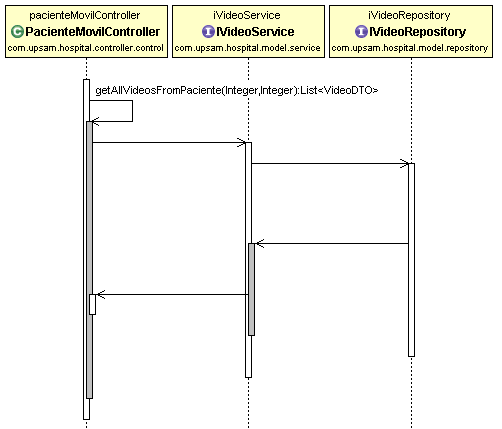 pacienteMovilController
C PacienteMovilController
com.upsam.hospital.controller.control
iVideoService
I IVideoService
com.upsam.hospital.model.service
iVideoRepository
I IVideoRepository
com.upsam.hospital.model.repository
getAllVideosFromPaciente(Integer,Integer):List<VideoDTO>